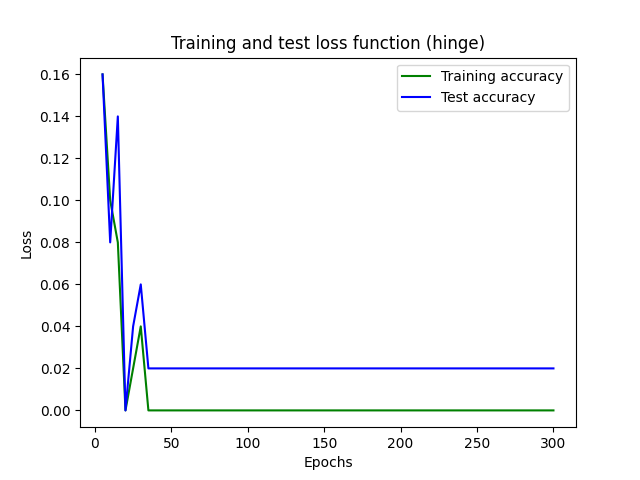 Training and test loss function (hinge)
Training accuracy
Test accuracy
0.16
0.14
0.12
0.10
0.08
0.06
0.04
0.02
0.00
Loss
0 50 100 150 200 250 300
Epochs